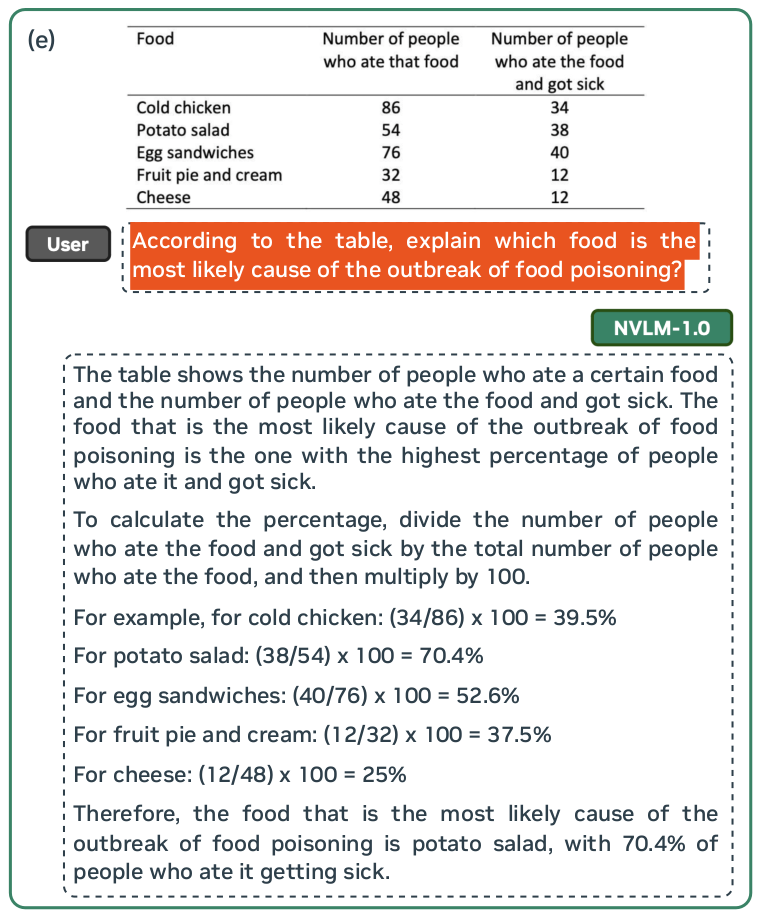 (e)
Food Number of people Number of people
who ate that food who ate the food
and got sick
Cold chicken 86 34
Potato salad 54 38
Egg sandwiches 76 40
Fruit pie and cream 32 12
Cheese 48 12
User
According to the table, explain which food is the
most likely cause of the outbreak of food poisoning?
NVLM-1.0
The table shows the number of people who ate a certain food
and the number of people who ate the food and got sick. The
food that is the most likely cause of the outbreak of food
poisoning is the one with the highest percentage of people
who ate it and got sick.
To calculate the percentage, divide the number of people
who ate the food and got sick by the total number of people
who ate the food, and then multiply by 100.
For example, for cold chicken: (34/86) x 100 = 39.5%
For potato salad: (38/54) x 100 = 70.4%
For egg sandwiches: (40/76) x 100 = 52.6%
For fruit pie and cream: (12/32) x 100 = 37.5%
For cheese: (12/48) x 100 = 25%
Therefore, the food that is the most likely cause of the
outbreak of food poisoning is potato salad, with 70.4% of
people who ate it getting sick.